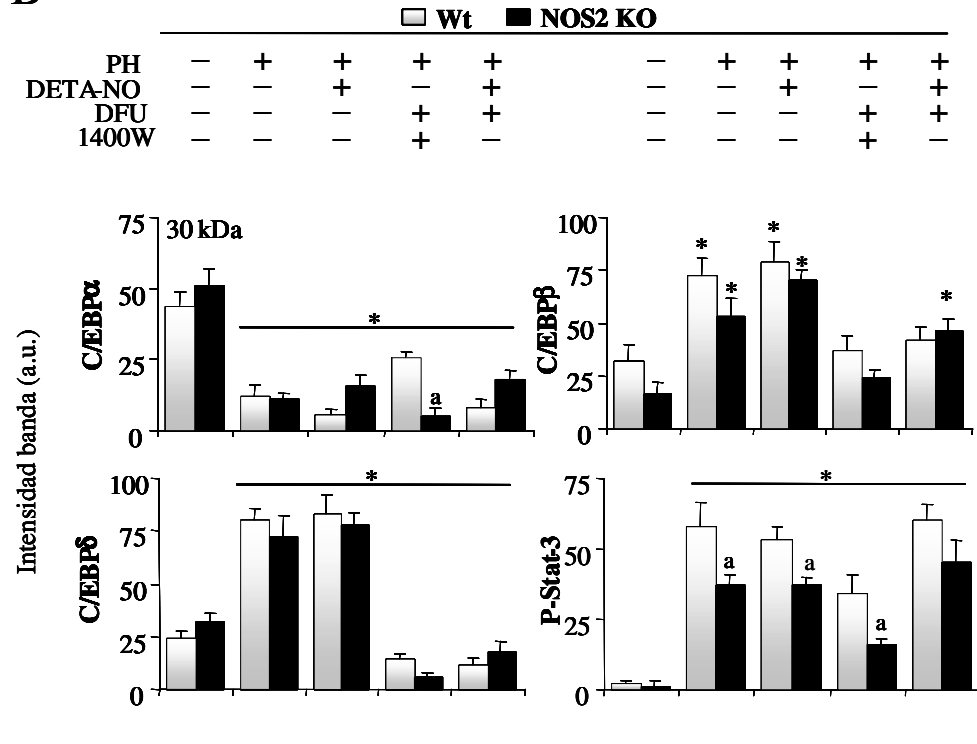 Wt NOS2 KO
PH − + + + + − + + + +
DETA-NO − − + − + − − + − +
DFU − − − + + − − − + +
1400W − − − + − − − − + −
Intensidad banda (a.u.)
C/EBPα
75
50
25
0
30 kDa
*
a
C/EBPβ
100
75
50
25
0
* * * * *
C/EBPδ
100
75
50
25
0
*
P-Stat-3
75
50
25
0
*
a a a